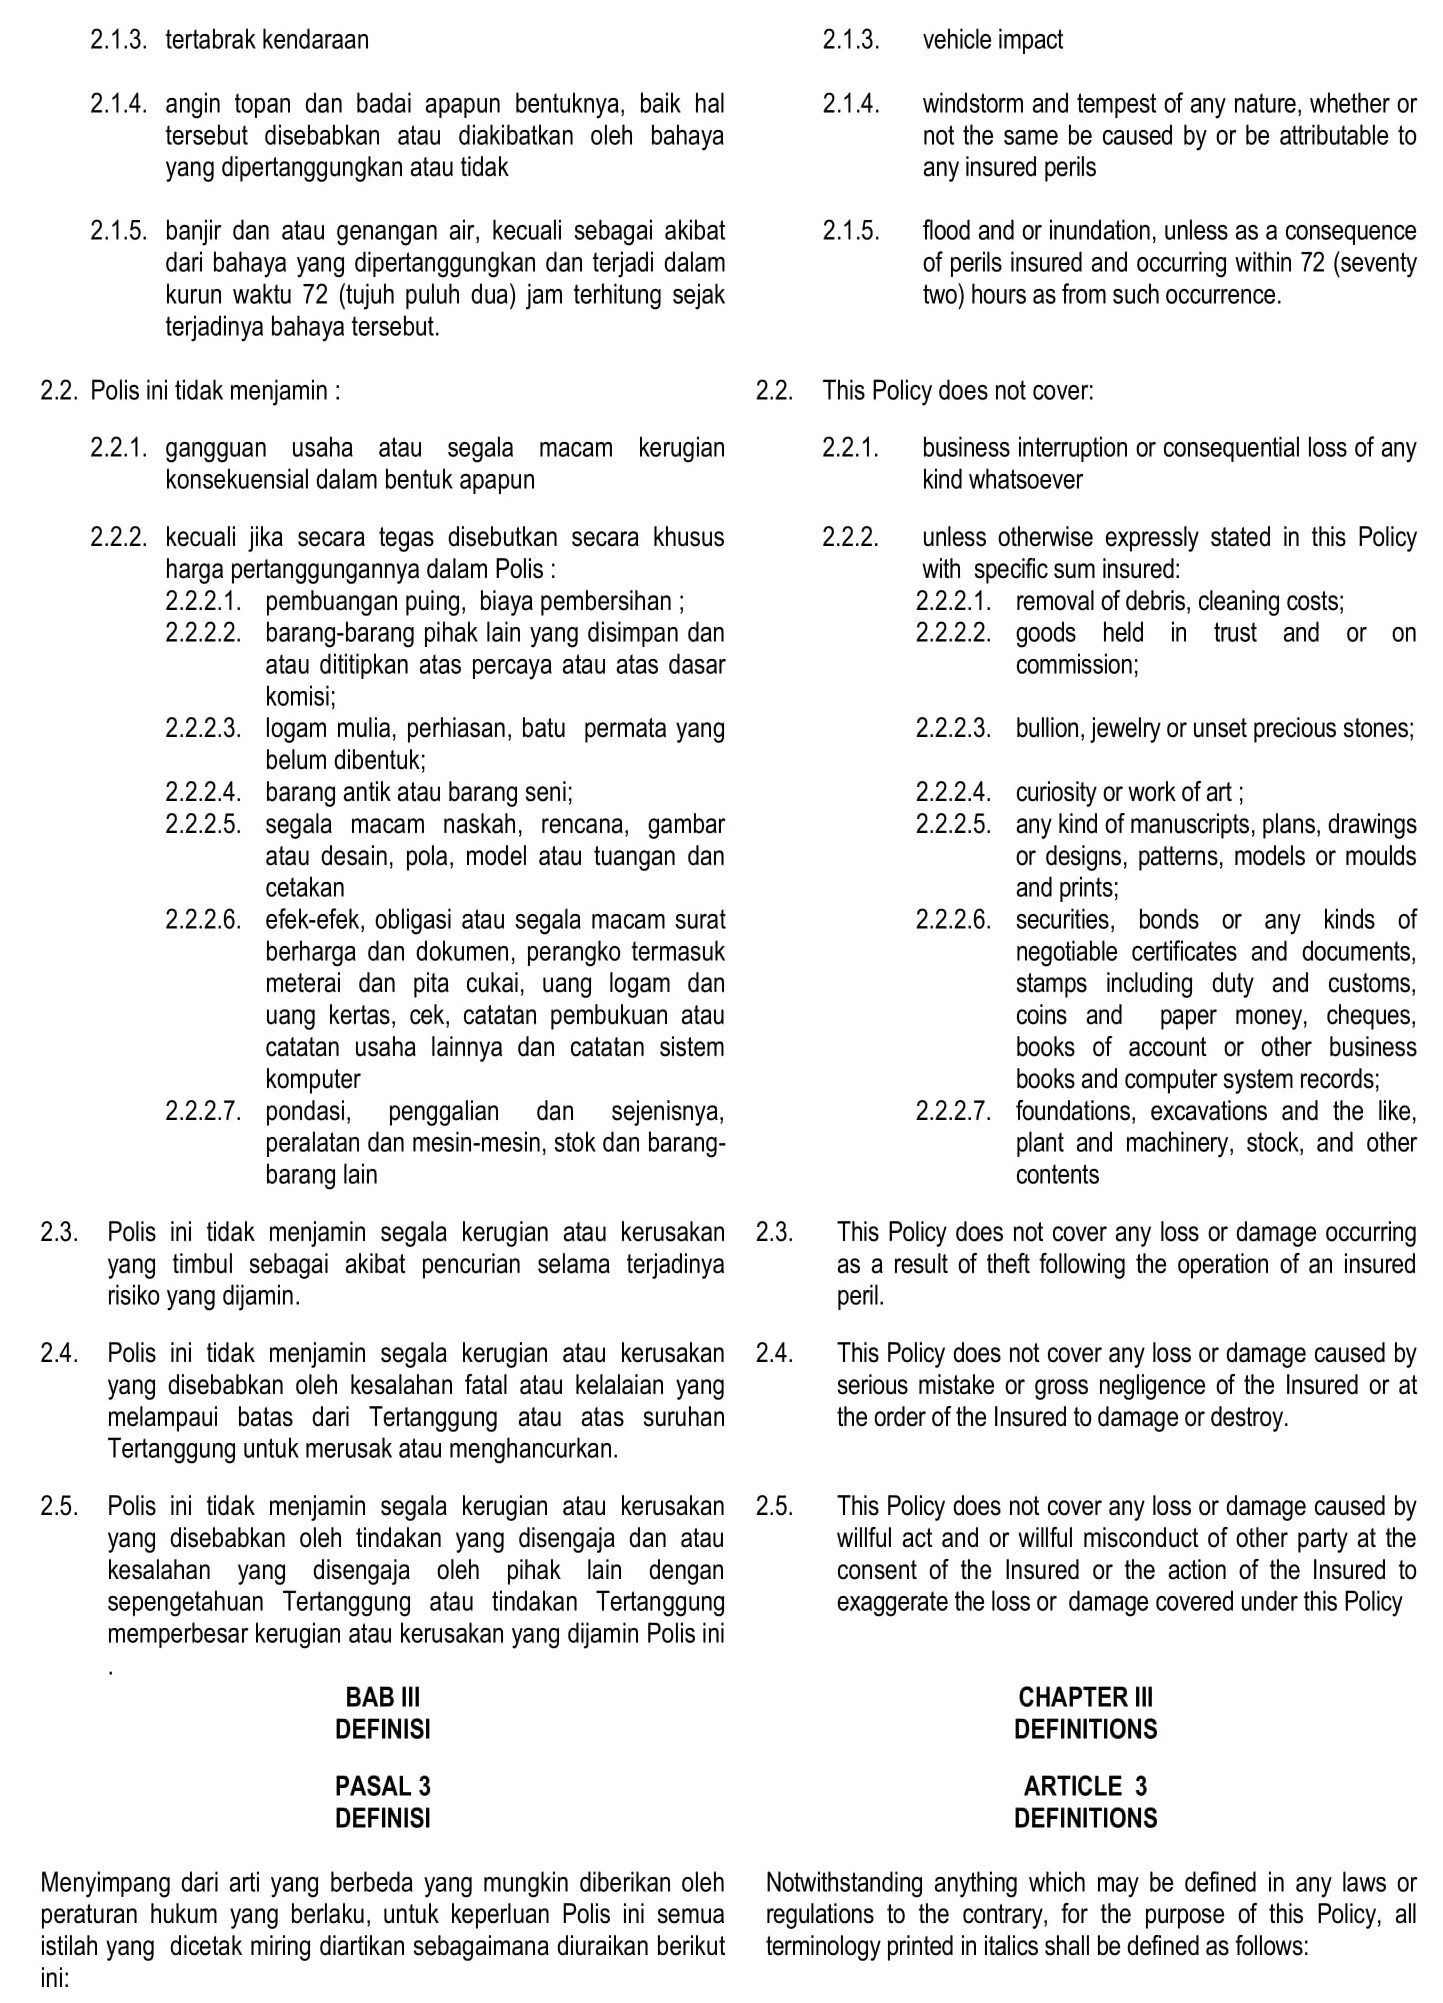 2.1.3. tertabrak kendaraan
2.1.4. angin topan dan badai apapun bentuknya, baik hal
tersebut disebabkan atau diakibatkan oleh bahaya
yang dipertanggungkan atau tidak
2.1.5. banjir dan atau genangan air, kecuali sebagai akibat
dari bahaya yang dipertanggungkan dan terjadi dalam
kurun waktu 72 (tujuh puluh dua) jam terhitung sejak
terjadinya bahaya tersebut.
2.2. Polis ini tidak menjamin :
2.2.1. gangguan usaha atau segala macam kerugian
konsekuensial dalam bentuk apapun
2.2.2. kecuali jika secara tegas disebutkan secara khusus
harga pertanggungannya dalam Polis :
2.2.2.1. pembuangan puing, biaya pembersihan ;
2.2.2.2. barang-barang pihak lain yang disimpan dan
atau dititipkan atas percaya atau atas dasar
komisi;
2.2.2.3. logam mulia, perhiasan, batu permata yang
belum dibentuk;
2.2.2.4. barang antik atau barang seni;
2.2.2.5. segala macam naskah, rencana, gambar
atau desain, pola, model atau tuangan dan
cetakan
2.2.2.6. efek-efek, obligasi atau segala macam surat
berharga dan dokumen, perangko termasuk
meterai dan pita cukai, uang logam dan
uang kertas, cek, catatan pembukuan atau
catatan usaha lainnya dan catatan sistem
komputer
2.2.2.7. pondasi, penggalian dan sejenisnya,
peralatan dan mesin-mesin, stok dan barang-
barang lain
2.3. Polis ini tidak menjamin segala kerugian atau kerusakan
yang timbul sebagai akibat pencurian selama terjadinya
risiko yang dijamin.
2.4. Polis ini tidak menjamin segala kerugian atau kerusakan
yang disebabkan oleh kesalahan fatal atau kelalaian yang
melampaui batas dari Tertanggung atau atas suruhan
Tertanggung untuk merusak atau menghancurkan.
2.5. Polis ini tidak menjamin segala kerugian atau kerusakan
yang disebabkan oleh tindakan yang disengaja dan atau
kesalahan yang disengaja oleh pihak lain dengan
sepengetahuan Tertanggung atau tindakan Tertanggung
memperbesar kerugian atau kerusakan yang dijamin Polis ini
.
BAB III
DEFINISI
PASAL 3
DEFINISI
Menyimpang dari arti yang berbeda yang mungkin diberikan oleh
peraturan hukum yang berlaku, untuk keperluan Polis ini semua
istilah yang dicetak miring diartikan sebagaimana diuraikan berikut
ini:
2.1.3. vehicle impact
2.1.4. windstorm and tempest of any nature, whether or
not the same be caused by or be attributable to
any insured perils
2.1.5. flood and or inundation, unless as a consequence
of perils insured and occurring within 72 (seventy
two) hours as from such occurrence.
2.2. This Policy does not cover:
2.2.1. business interruption or consequential loss of any
kind whatsoever
2.2.2. unless otherwise expressly stated in this Policy
with specific sum insured:
2.2.2.1. removal of debris, cleaning costs;
2.2.2.2. goods held in trust and or on
commission;
2.2.2.3. bullion, jewelry or unset precious stones;
2.2.2.4. curiosity or work of art ;
2.2.2.5. any kind of manuscripts, plans, drawings
or designs, patterns, models or moulds
and prints;
2.2.2.6. securities, bonds or any kinds of
negotiable certificates and documents,
stamps including duty and customs,
coins and paper money, cheques,
books of account or other business
books and computer system records;
2.2.2.7. foundations, excavations and the like,
plant and machinery, stock, and other
contents
2.3. This Policy does not cover any loss or damage occurring
as a result of theft following the operation of an insured
peril.
2.4. This Policy does not cover any loss or damage caused by
serious mistake or gross negligence of the Insured or at
the order of the Insured to damage or destroy.
2.5. This Policy does not cover any loss or damage caused by
willful act and or willful misconduct of other party at the
consent of the Insured or the action of the Insured to
exaggerate the loss or damage covered under this Policy
CHAPTER III
DEFINITIONS
ARTICLE 3
DEFINITIONS
Notwithstanding anything which may be defined in any laws or
regulations to the contrary, for the purpose of this Policy, all
terminology printed in italics shall be defined as follows: